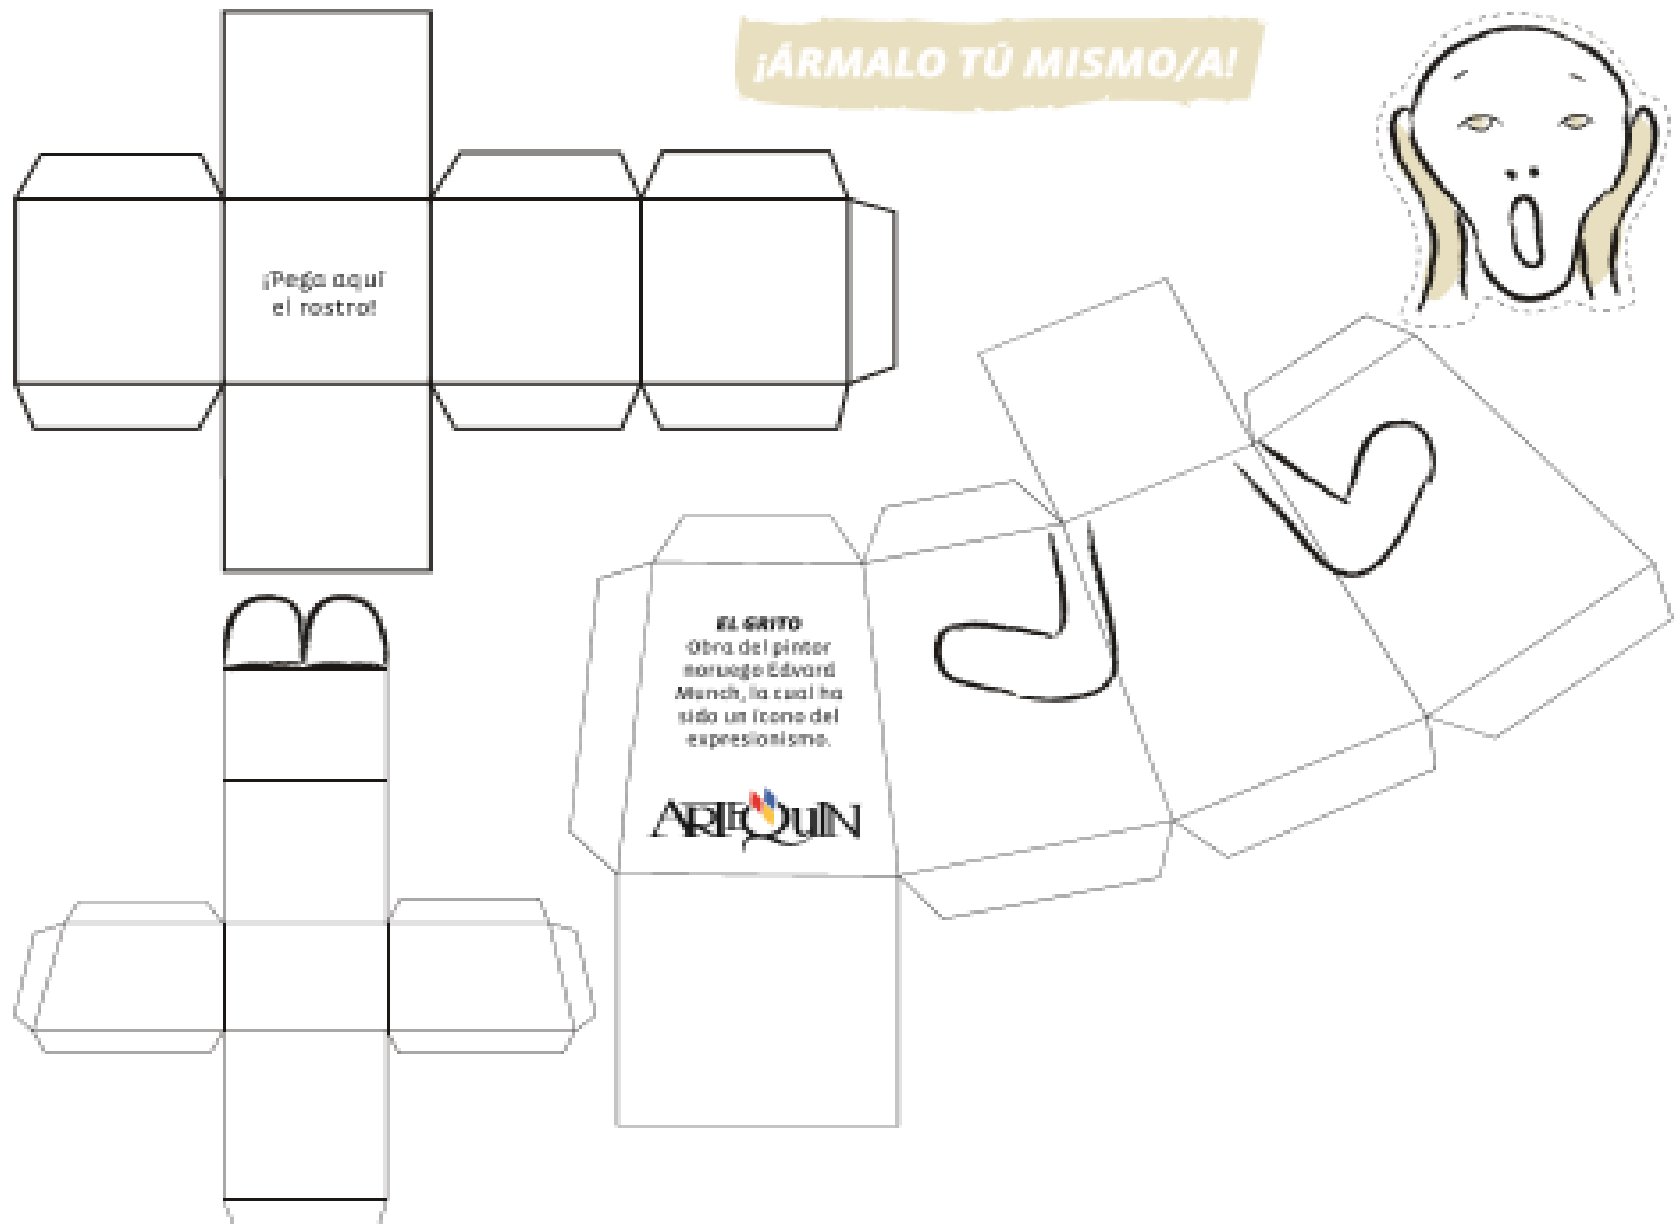 ¡ÁRMALO TÚ MISMO/A!
¡Pega aquí
el rostro!
EL GRITO
Obra del pintor
noruego Edvard
Munch, la cual ha
sido un ícono del
expresionismo.
ARTEQUIN